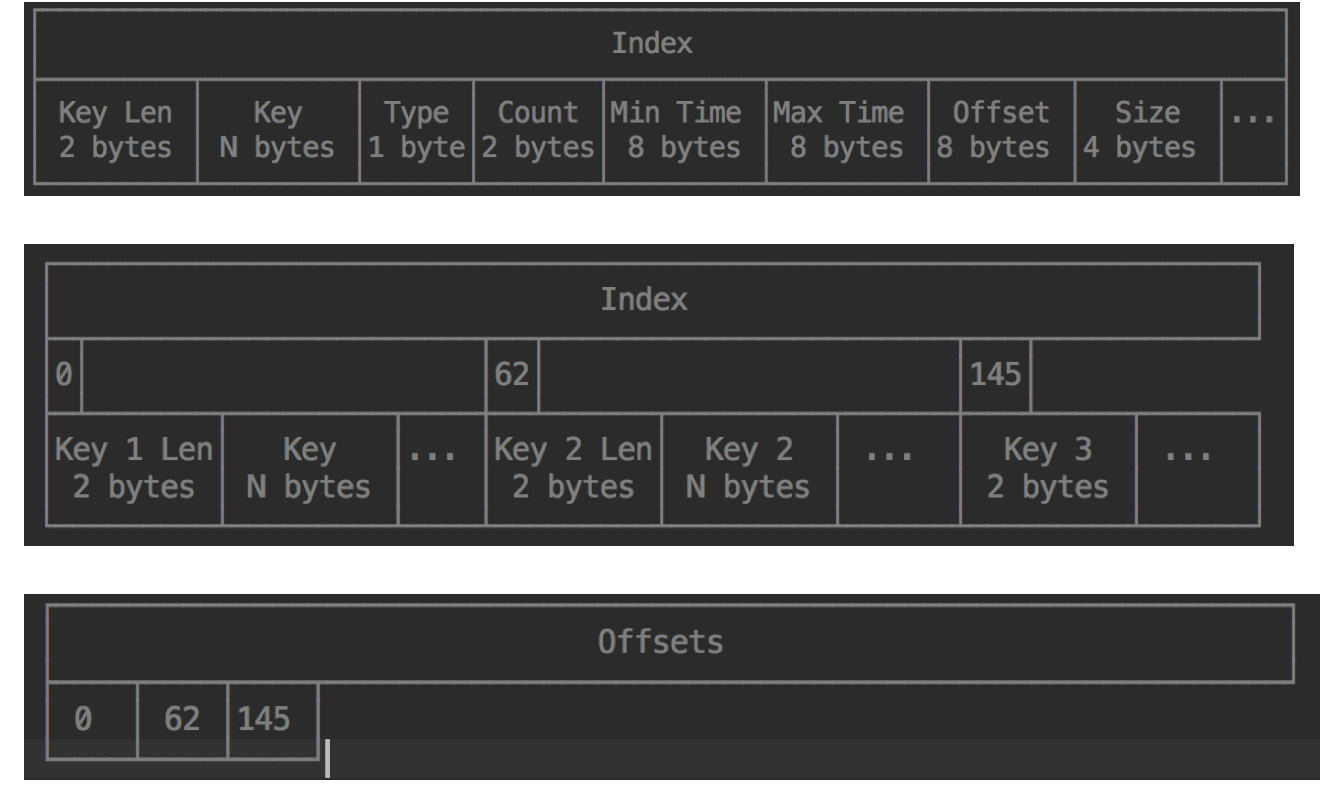 Index
Key Len Key Type Count Min Time Max Time Offset Size ...
2 bytes N bytes 1 byte 2 bytes 8 bytes 8 bytes 8 bytes 4 bytes
Index
0 62 145
Key 1 Len Key ... Key 2 Len Key 2 ... Key 3 ...
2 bytes N bytes 2 bytes N bytes 2 bytes
Offsets
0 62 145